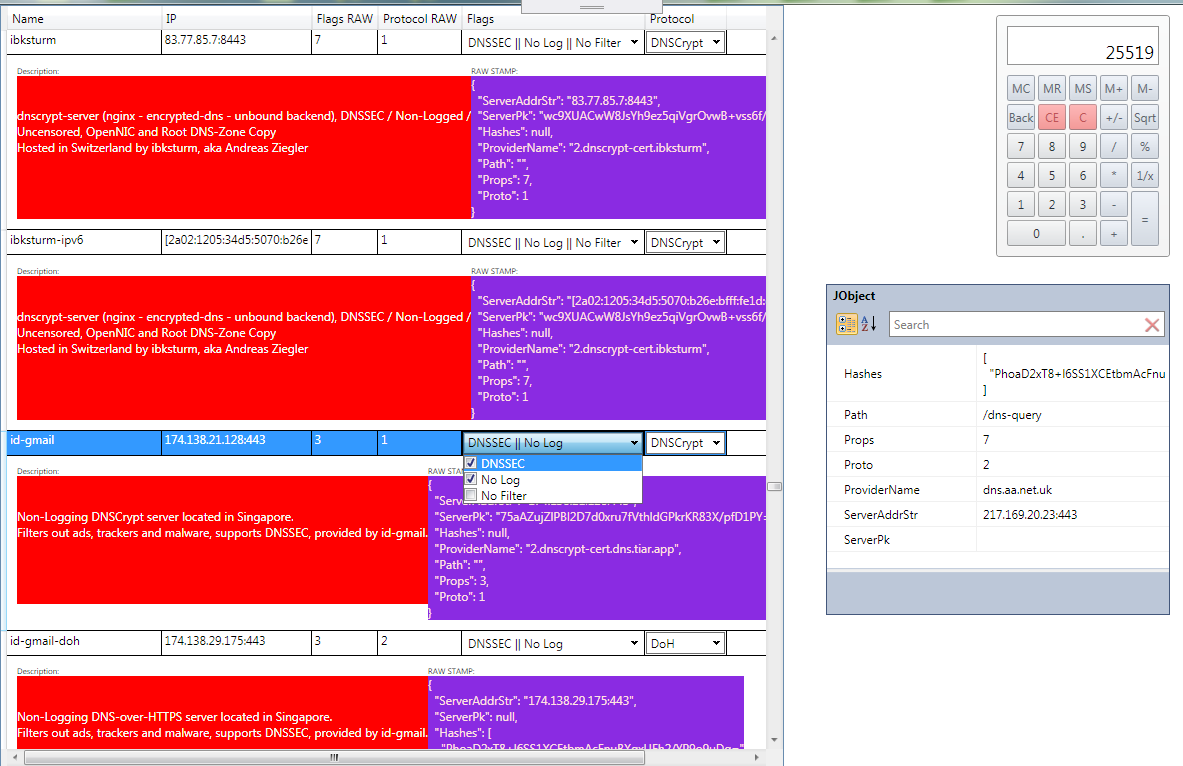 Name IP Flags RAW Protocol RAW Flags Protocol
ibksturm 83.77.85.7:8443 7 1 DNSSEC || No Log || No Filter DNSCrypt
Description: RAW STAMP:
dnscrypt-server (nginx - encrypted-dns - unbound backend), DNSSEC / Non-Logged /
Uncensored, OpenNIC and Root DNS-Zone Copy
Hosted in Switzerland by ibksturm, aka Andreas Ziegler
{
"ServerAddrStr": "83.77.85.7:8443",
"ServerPk": "wc9XUACwW8JsYh9ez5qiVgrOvwB+vss6f/
"Hashes": null,
"ProviderName": "2.dnscrypt-cert.ibksturm",
"Path": "",
"Props": 7,
"Proto": 1
}
ibksturm-ipv6 [2a02:1205:34d5:5070:b26e 7 1 DNSSEC || No Log || No Filter DNSCrypt
Description: RAW STAMP:
dnscrypt-server (nginx - encrypted-dns - unbound backend), DNSSEC / Non-Logged /
Uncensored, OpenNIC and Root DNS-Zone Copy
Hosted in Switzerland by ibksturm, aka Andreas Ziegler
{
"ServerAddrStr": "[2a02:1205:34d5:5070:b26e:bfff:fe1d:
"ServerPk": "wc9XUACwW8JsYh9ez5qiVgrOvwB+vss6f/
"Hashes": null,
"ProviderName": "2.dnscrypt-cert.ibksturm",
"Path": "",
"Props": 7,
"Proto": 1
}
id-gmail 174.138.21.128:443 3 1 DNSSEC || No Log DNSCrypt
DNSSEC
No Log
No Filter
Description: RAW
Non-Logging DNSCrypt server located in Singapore.
Filters out ads, trackers and malware, supports DNSSEC, provided by id-gmail.
{
"ServerPk": "75aAZujZlPBl2D7d0xru7fVthldGPkrKR83X/pfD1PY=
"Hashes": null,
"ProviderName": "2.dnscrypt-cert.dns.tiar.app",
"Path": "",
"Props": 3,
"Proto": 1
}
id-gmail-doh 174.138.29.175:443 3 2 DNSSEC || No Log DoH
Description: RAW STAMP:
Non-Logging DNS-over-HTTPS server located in Singapore.
Filters out ads, trackers and malware, supports DNSSEC, provided by id-gmail.
{
"ServerAddrStr": "174.138.29.175:443",
"ServerPk": null,
"Hashes": [
25519
MC MR MS M+ M-
Back CE C +/- Sqrt
7 8 9 / %
4 5 6 * 1/x
1 2 3 - =
0 . +
JObject
Search
Hashes [
"PhoaD2xT8+I6SS1XCEtbmAcFnu
]
Path /dns-query
Props 7
Proto 2
ProviderName dns.aa.net.uk
ServerAddrStr 217.169.20.23:443
ServerPk